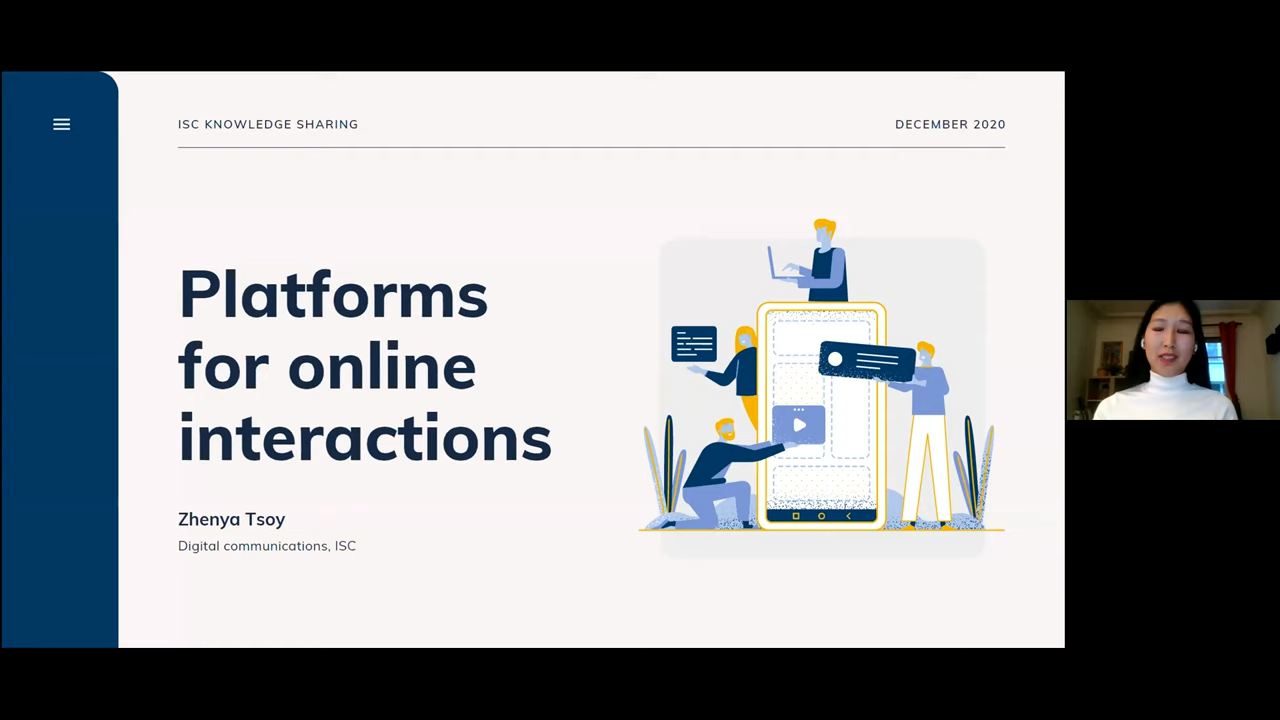 ISC KNOWLEDGE SHARING
DECEMBER 2020
Platforms
for online
interactions
Zhenya Tsoy
Digital communications, ISC